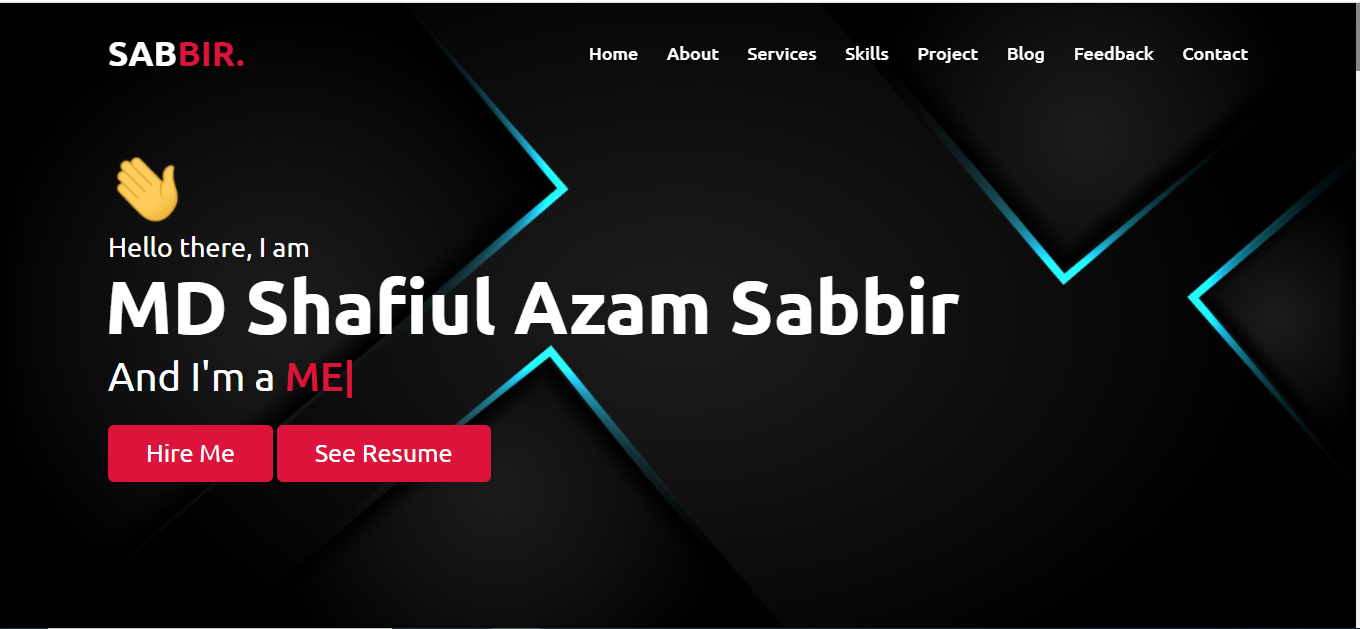 SABBIR.
Home About Services Skills Project Blog Feedback Contact
Hello there, I am
MD Shafiul Azam Sabbir
And I'm a ME|
Hire Me See Resume